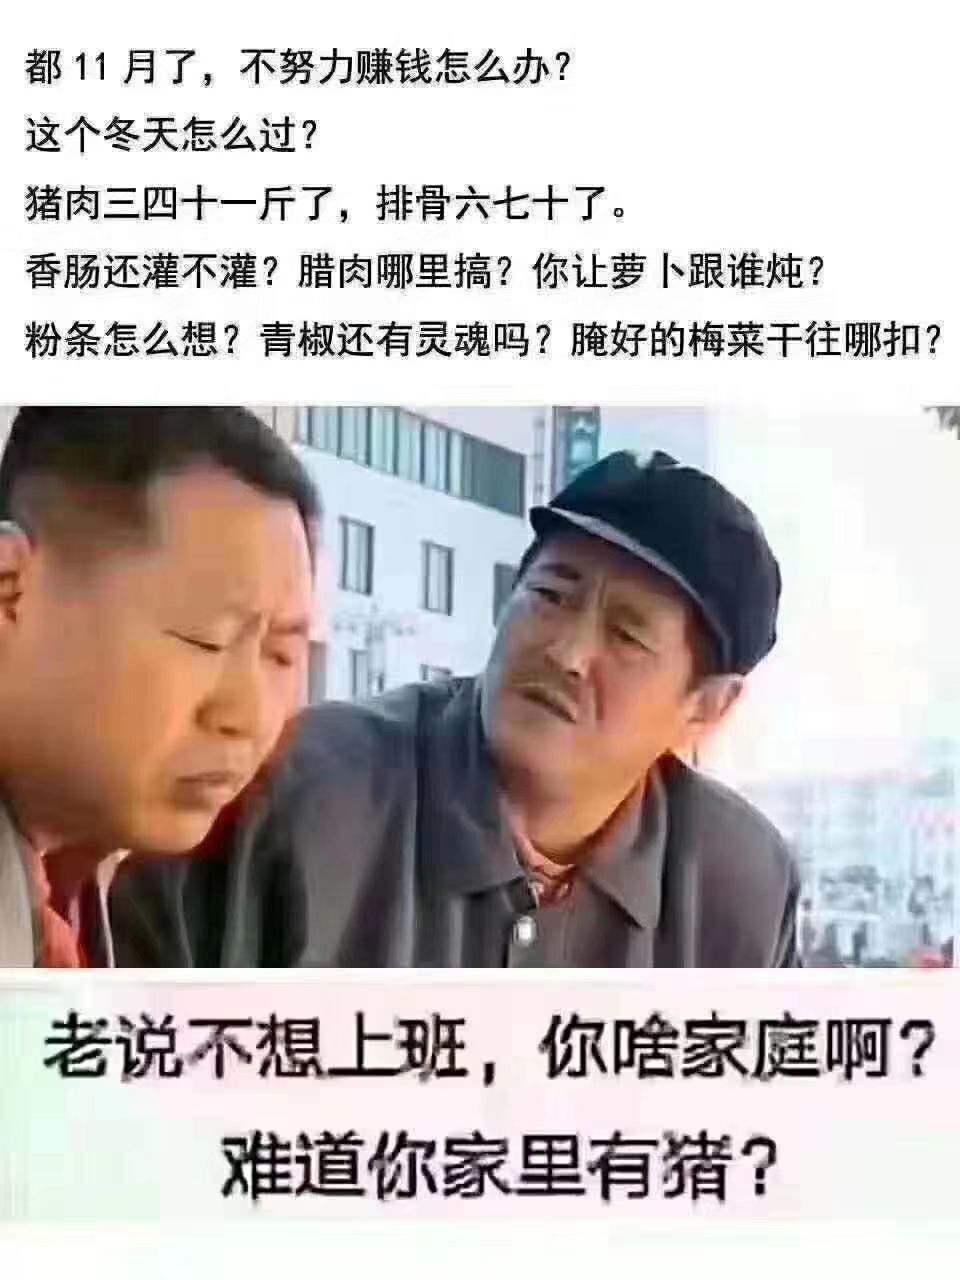 都 11 月了，不努力赚钱怎么办？
这个冬天怎么过？
猪肉三四十一斤了，排骨六七十了。
香肠还灌不灌？腊肉哪里搞？你让萝卜跟谁炖？
粉条怎么想？青椒还有灵魂吗？腌好的梅菜干往哪扣？
老说不想上班，你啥家庭啊？
难道你家里有猪？